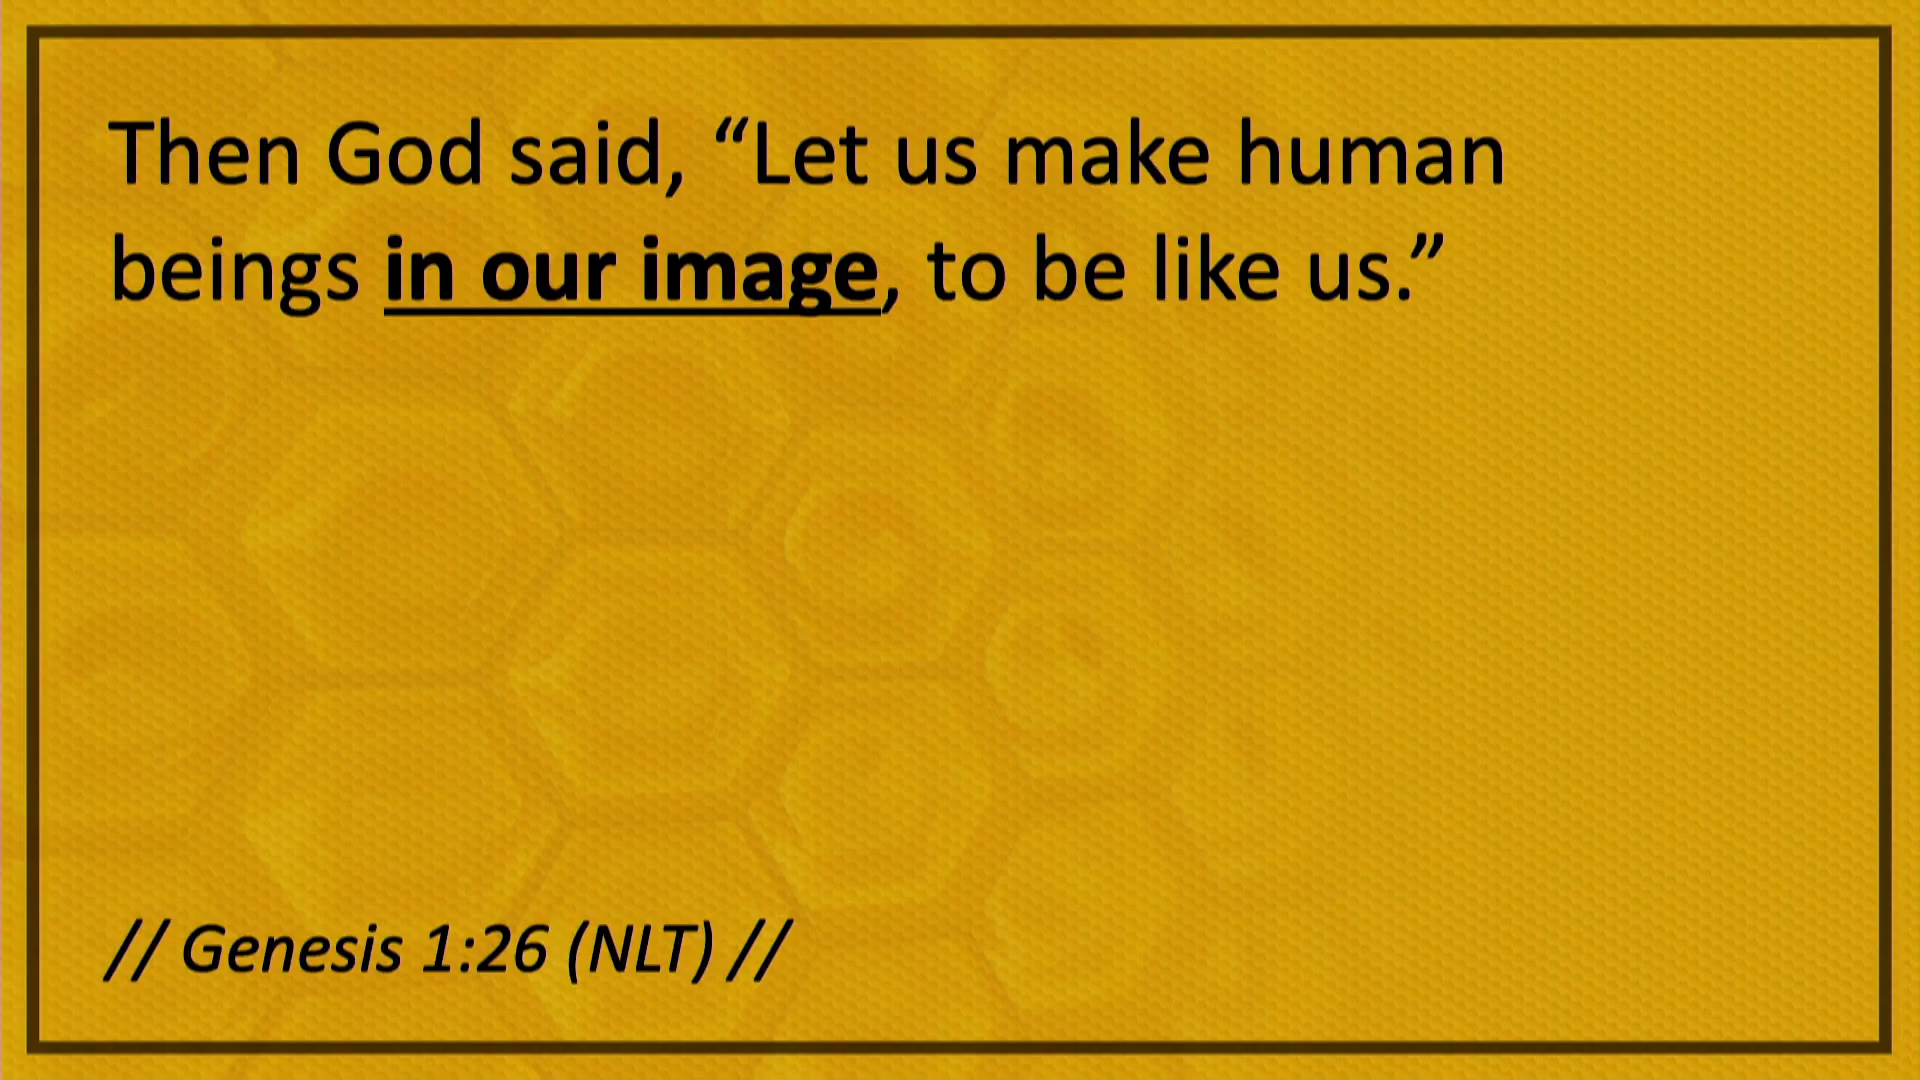 Then God said, “Let us make human
beings in our image, to be like us.”
// Genesis 1:26 (NLT) //